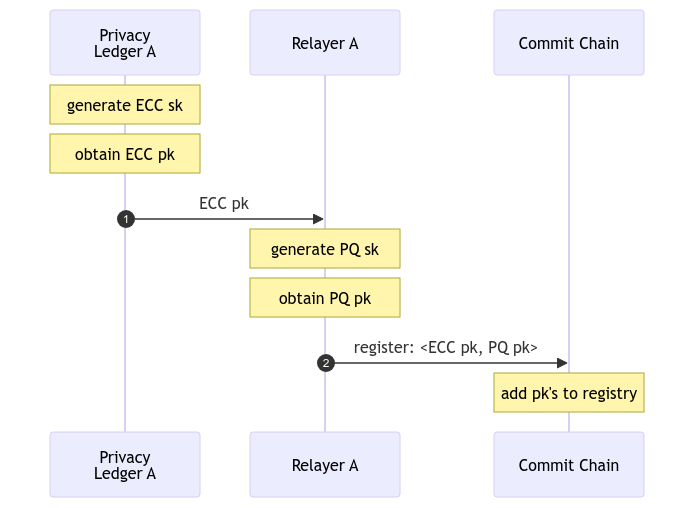 Privacy
Ledger A
Relayer A
Commit Chain
generate ECC sk
obtain ECC pk
ECC pk
1
generate PQ sk
obtain PQ pk
register: <ECC pk, PQ pk>
2
add pk's to registry
Privacy
Ledger A
Relayer A
Commit Chain